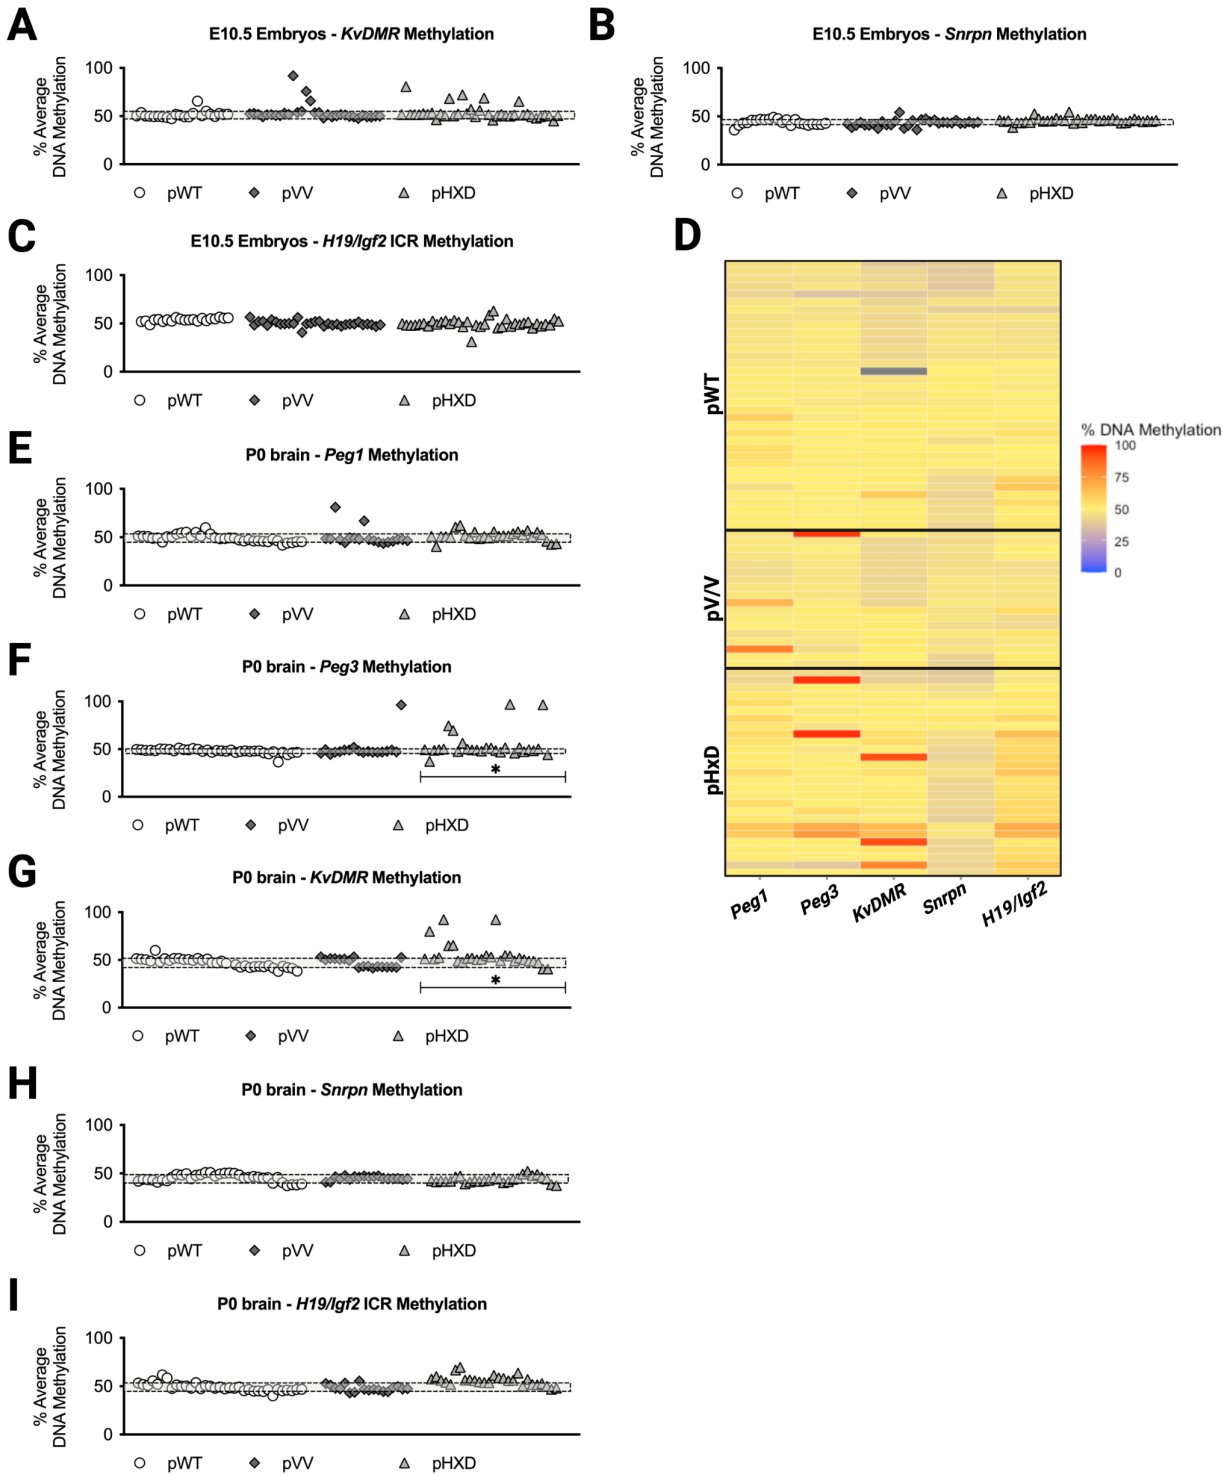 A
E10.5 Embryos - KvDMR Methylation
% Average
DNA Methylation
100
50
0
pWT pVV pHXD
B
E10.5 Embryos - Snrpn Methylation
% Average
DNA Methylation
100
50
0
pWT pVV pHXD
C
E10.5 Embryos - H19/Igf2 ICR Methylation
% Average
DNA Methylation
100
50
0
pWT pVV pHXD
D
pWT
pV/V
pHxD
Peg1 Peg3 KvDMR Snrpn H19/Igf2
% DNA Methylation
100
75
50
25
0
E
P0 brain - Peg1 Methylation
% Average
DNA Methylation
100
50
0
pWT pVV pHXD
F
P0 brain - Peg3 Methylation
% Average
DNA Methylation
100
50
0
*
pWT pVV pHXD
G
P0 brain - KvDMR Methylation
% Average
DNA Methylation
100
50
0
*
pWT pVV pHXD
H
P0 brain - Snrpn Methylation
% Average
DNA Methylation
100
50
0
pWT pVV pHXD
I
P0 brain - H19/Igf2 ICR Methylation
% Average
DNA Methylation
100
50
0
pWT pVV pHXD